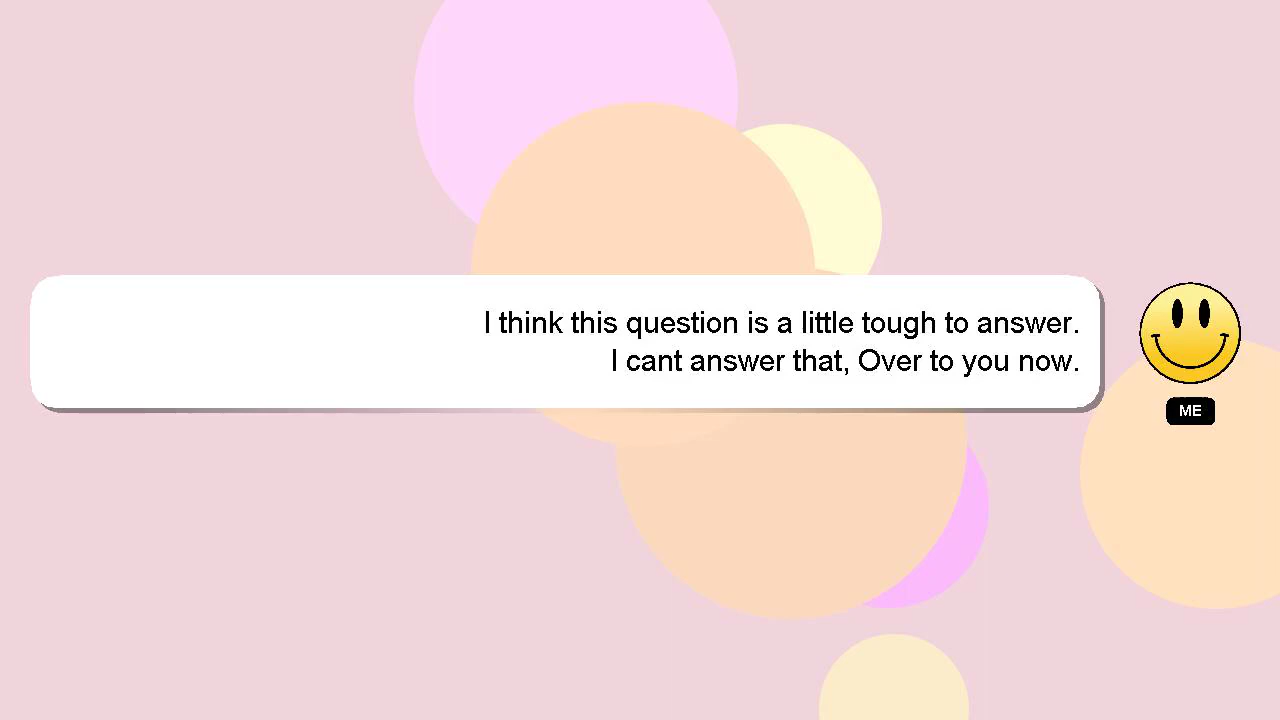 I think this question is a little tough to answer.
I cant answer that, Over to you now.
ME